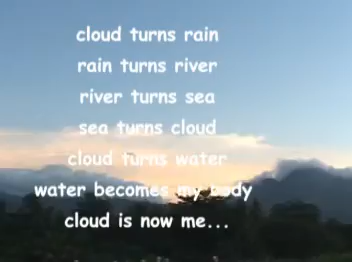 cloud turns rain
rain turns river
river turns sea
sea turns cloud
cloud turns water
water becomes my body
cloud is now me...